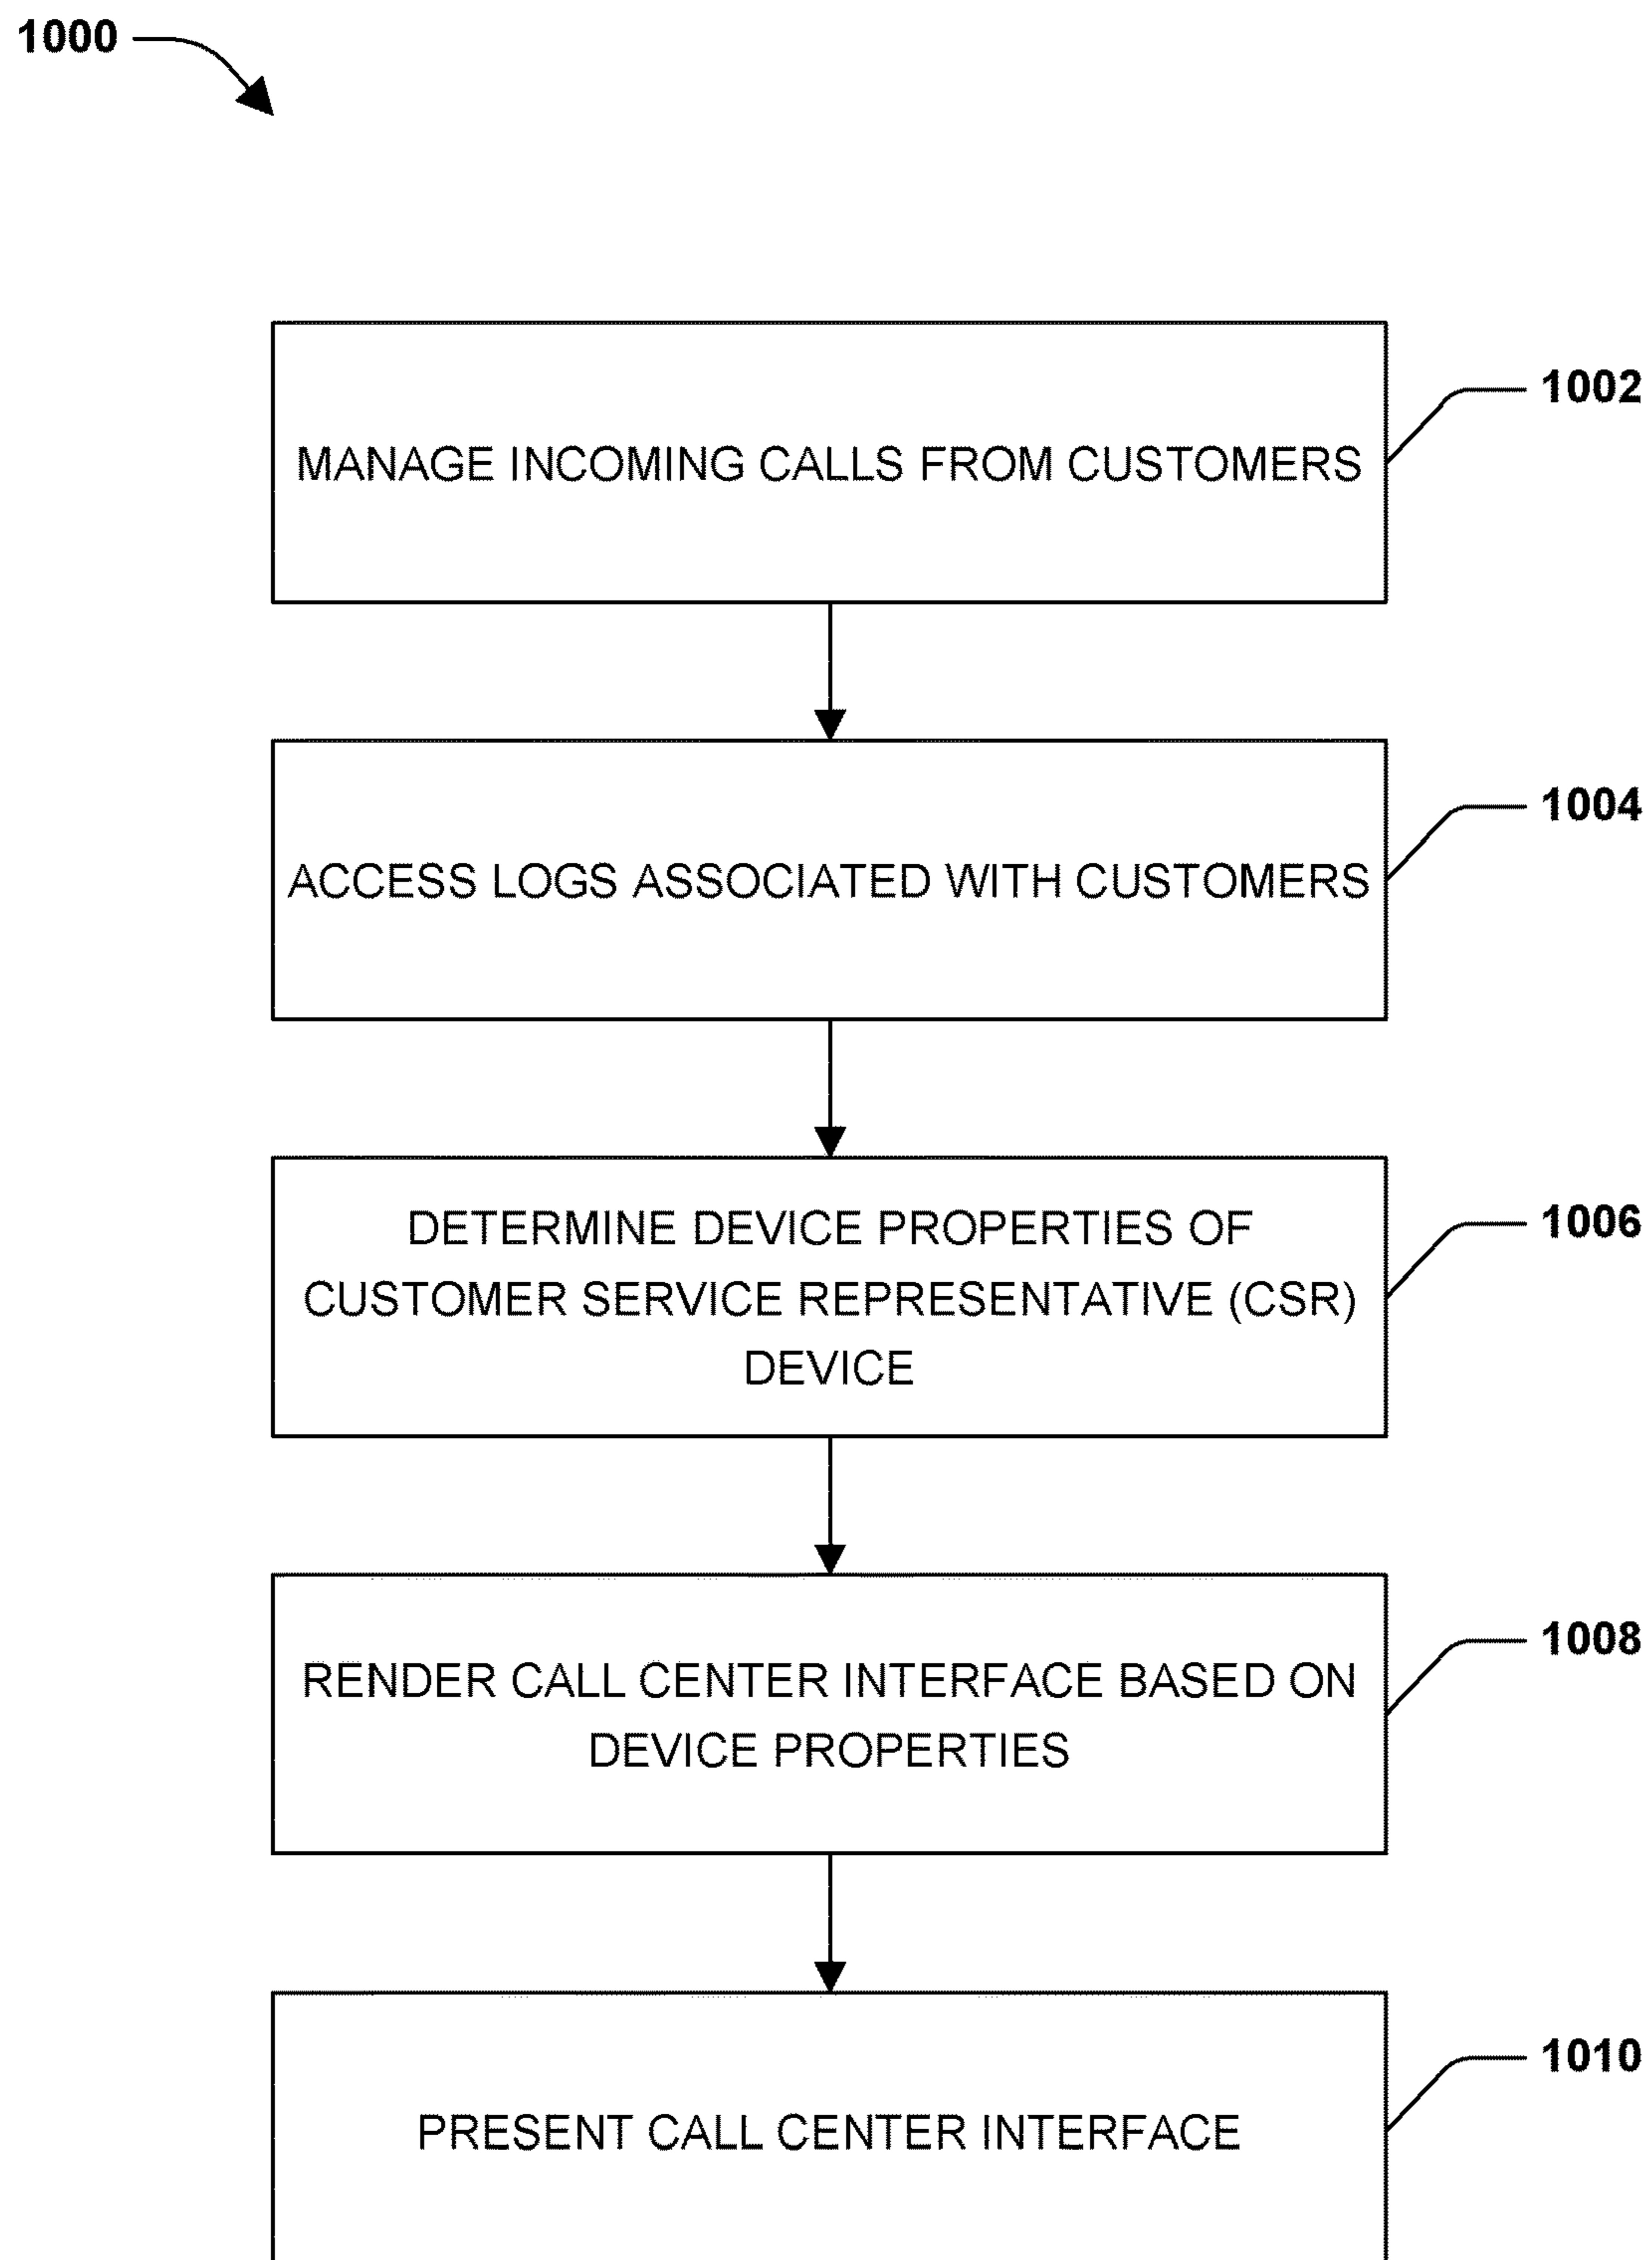 1000
MANAGE INCOMING CALLS FROM CUSTOMERS
1002
ACCESS LOGS ASSOCIATED WITH CUSTOMERS
1004
DETERMINE DEVICE PROPERTIES OF
CUSTOMER SERVICE REPRESENTATIVE (CSR)
DEVICE
1006
RENDER CALL CENTER INTERFACE BASED ON
DEVICE PROPERTIES
1008
PRESENT CALL CENTER INTERFACE
1010